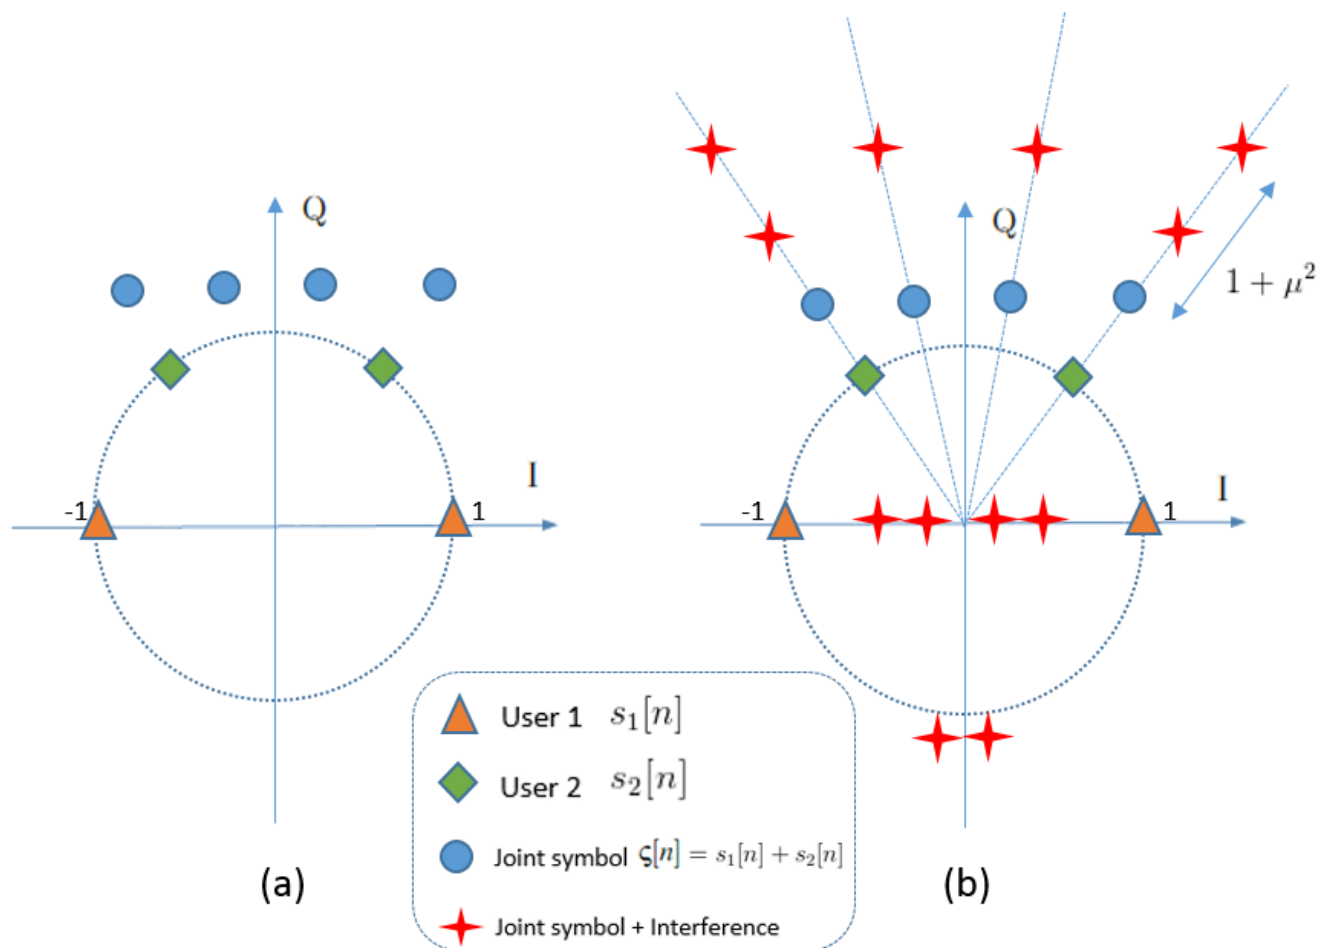 Q
I
-1
1
(a)
Q
I
-1
1
1 + μ²
(b)
User 1 s₁[n]
User 2 s₂[n]
Joint symbol ς[n] = s₁[n] + s₂[n]
Joint symbol + Interference